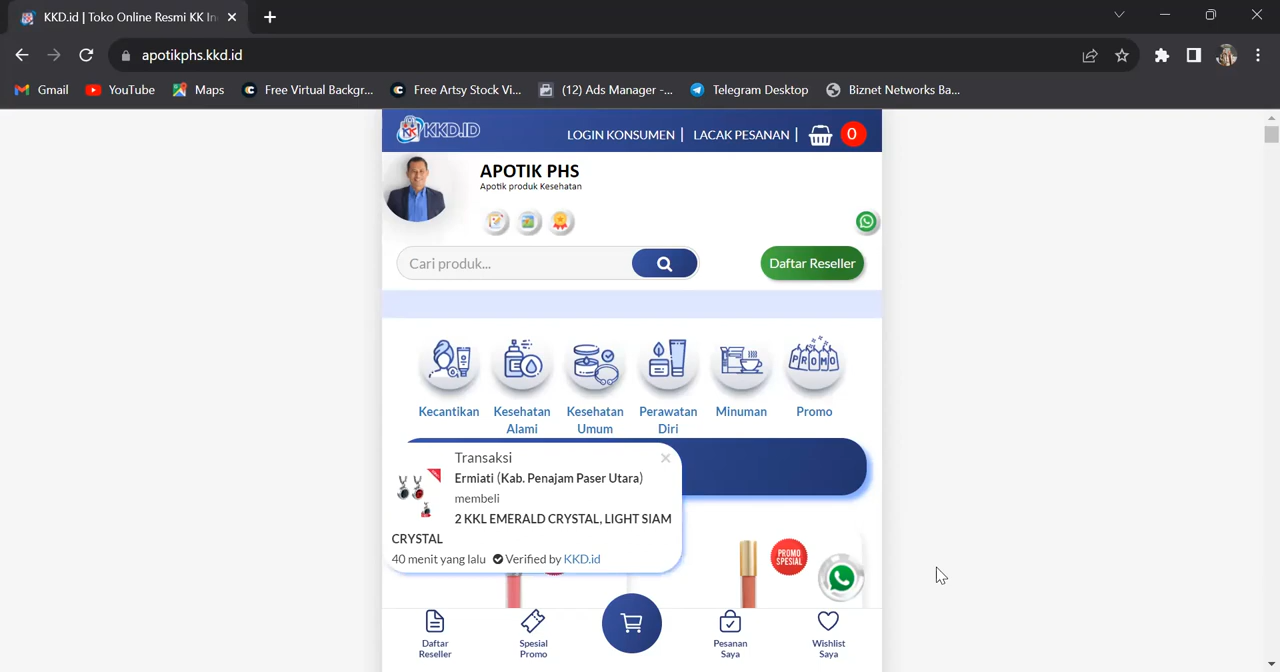 KKD.id | Toko Online Resmi KK In
apotikphs.kkd.id
Gmail
YouTube
Maps
Free Virtual Backgr...
Free Artsy Stock Vi...
(12) Ads Manager -...
Telegram Desktop
Biznet Networks Ba...
KKD.ID
LOGIN KONSUMEN | LACAK PESANAN | 0
APOTIK PHS
Apotik produk Kesehatan
Cari produk...
Daftar Reseller
PROMO
Kecantikan
Kesehatan
Alami
Kesehatan
Umum
Perawatan
Diri
Minuman
Promo
Transaksi
Ermiati (Kab. Penajam Paser Utara)
membeli
2 KKL EMERALD CRYSTAL, LIGHT SIAM
CRYSTAL
40 menit yang lalu Verified by KKD.id
PROMO
SPESIAL
Daftar
Reseller
Spesial
Promo
Pesanan
Saya
Wishlist
Saya